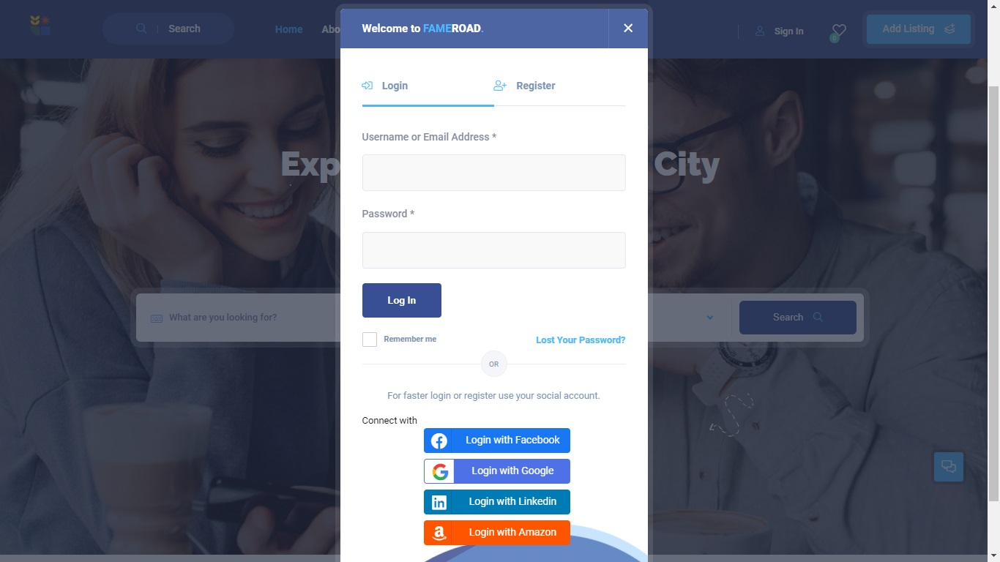 Search
Home
Abo
Sign In
0
Add Listing
Welcome to FAMEROAD.
Login
Register
Username or Email Address *
Password *
Log In
Remember me
Lost Your Password?
OR
For faster login or register use your social account.
Connect with
Login with Facebook
Login with Google
Login with Linkedin
Login with Amazon
Exp
City
What are you looking for?
Search